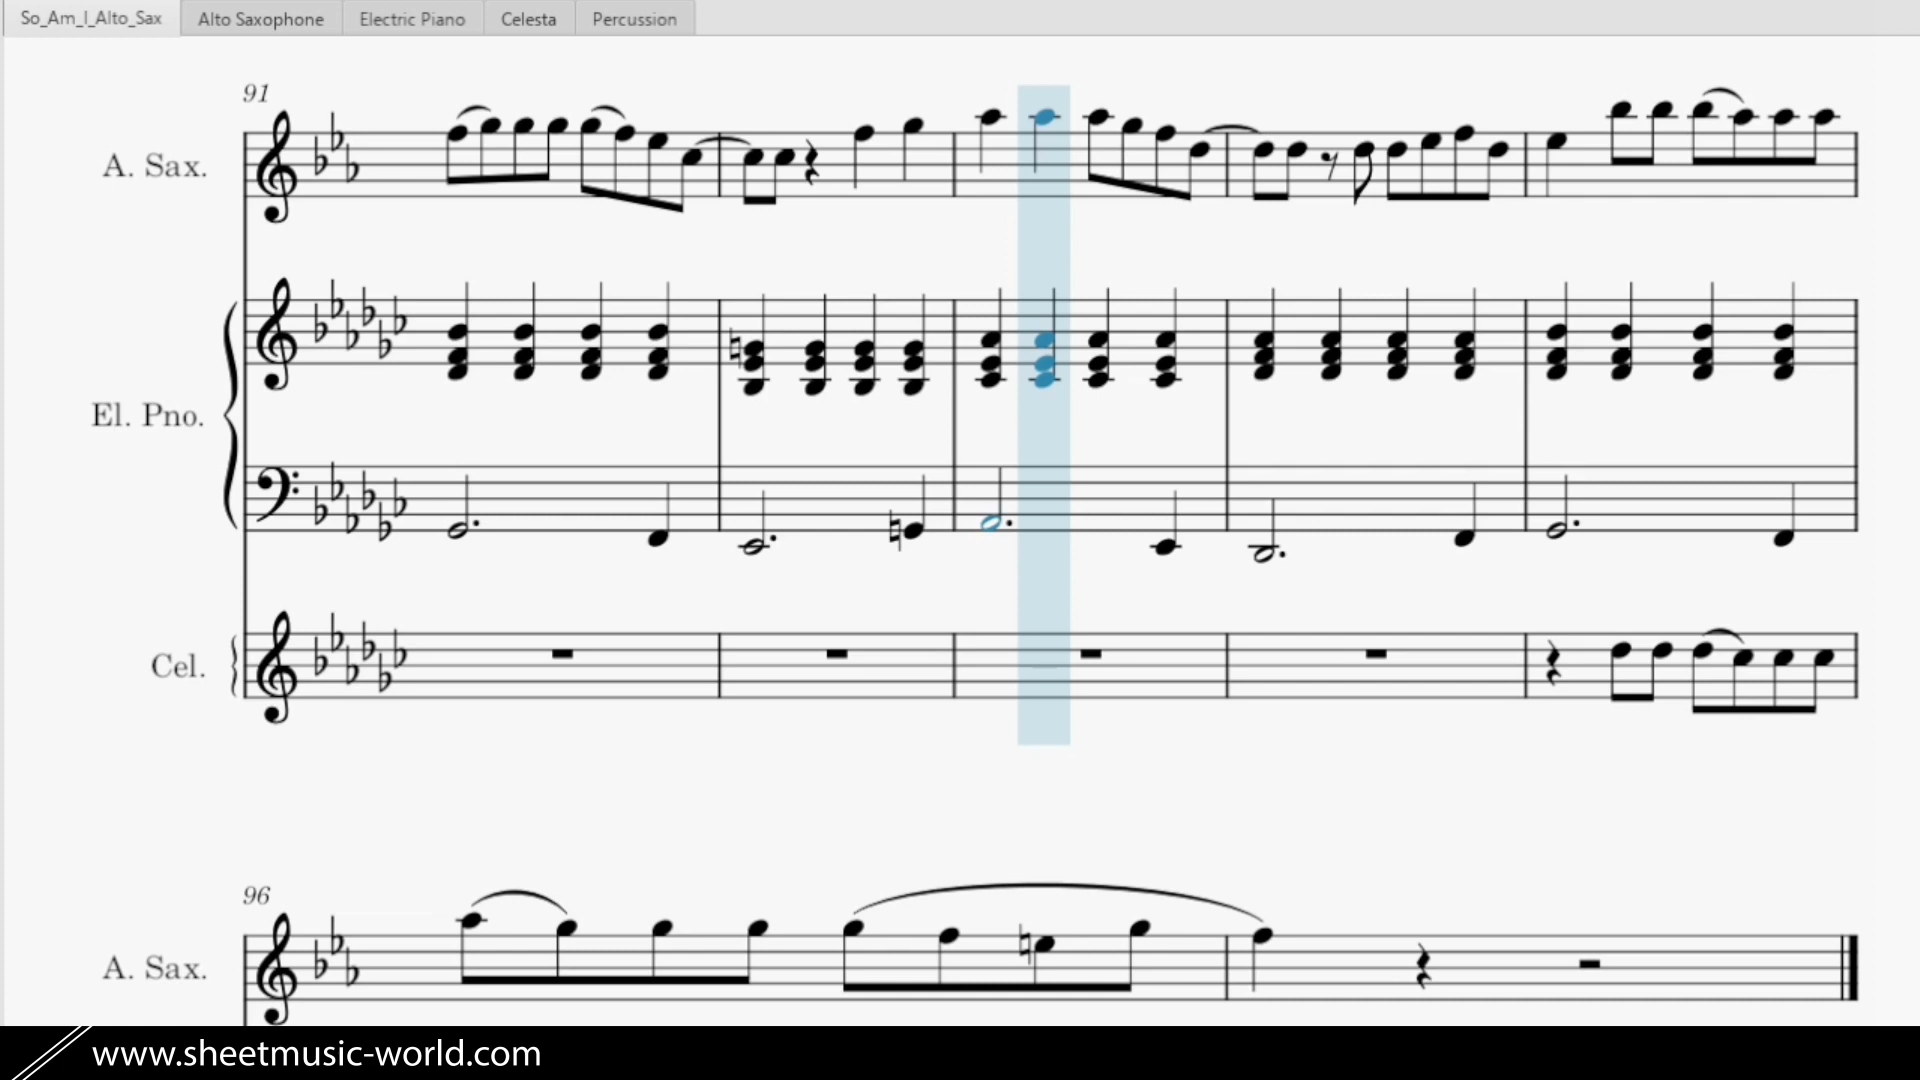 So_Am_I_Alto_Sax Alto Saxophone Electric Piano Celesta Percussion
91
A. Sax.
El. Pno.
Cel.
96
A. Sax.
www.sheetmusic-world.com